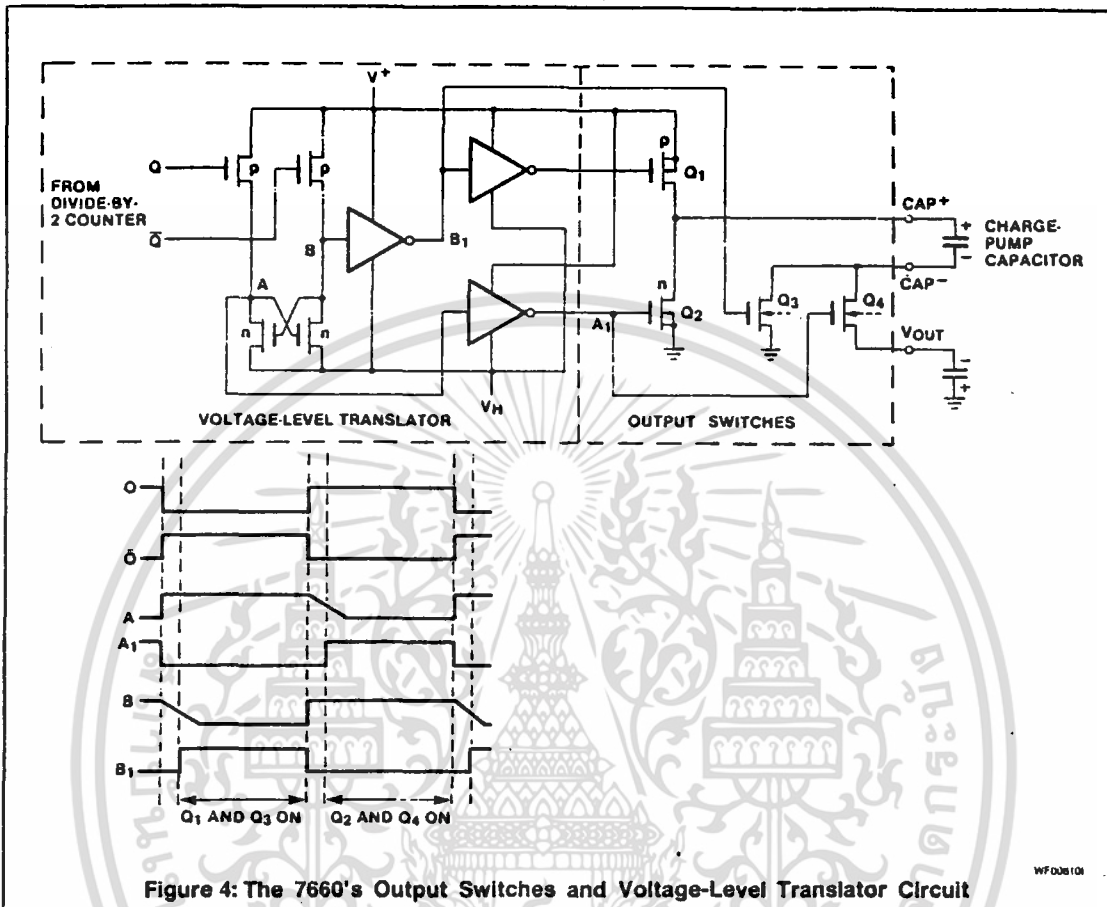 V+
Q
FROM
DIVIDE-BY-
2 COUNTER
Q̄
p
p
B
B1
A
n
n
VH
VOLTAGE-LEVEL TRANSLATOR
p
Q1
n
Q2
A1
Q3
Q4
CAP+
+
-
CHARGE-
PUMP
CAPACITOR
CAP-
VOUT
-
+
OUTPUT SWITCHES
Q
Q̄
A
A1
B
B1
Q1 AND Q3 ON
Q2 AND Q4 ON
Figure 4: The 7660's Output Switches and Voltage-Level Translator Circuit